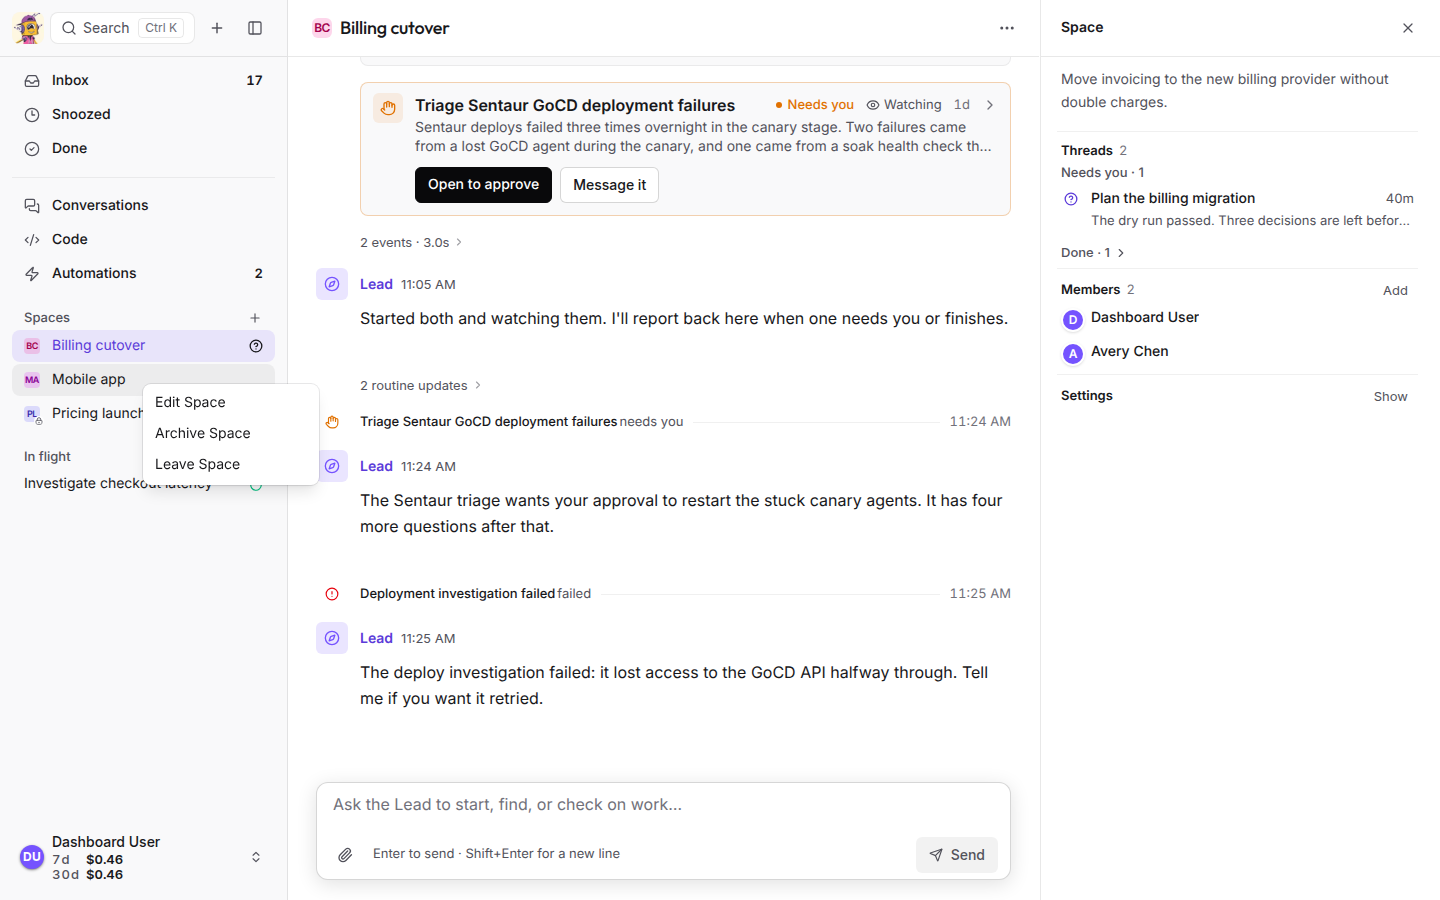 Search Ctrl K
Inbox 17
Snoozed
Done
Conversations
Code
Automations 2
Spaces
BC Billing cutover
MA Mobile app
PL Pricing launch
Edit Space
Archive Space
Leave Space
In flight
Investigate checkout latency
DU Dashboard User
7d $0.46
30d $0.46
BC Billing cutover
Triage Sentaur GoCD deployment failures Needs you Watching 1d
Sentaur deploys failed three times overnight in the canary stage. Two failures came
from a lost GoCD agent during the canary, and one came from a soak health check th...
Open to approve Message it
2 events · 3.0s
Lead 11:05 AM
Started both and watching them. I'll report back here when one needs you or finishes.
2 routine updates
Triage Sentaur GoCD deployment failures needs you 11:24 AM
Lead 11:24 AM
The Sentaur triage wants your approval to restart the stuck canary agents. It has four
more questions after that.
Deployment investigation failed failed 11:25 AM
Lead 11:25 AM
The deploy investigation failed: it lost access to the GoCD API halfway through. Tell
me if you want it retried.
Ask the Lead to start, find, or check on work...
Enter to send · Shift+Enter for a new line Send
Space
Move invoicing to the new billing provider without
double charges.
Threads 2
Needs you · 1
Plan the billing migration 40m
The dry run passed. Three decisions are left befor...
Done · 1
Members 2 Add
D Dashboard User
A Avery Chen
Settings Show